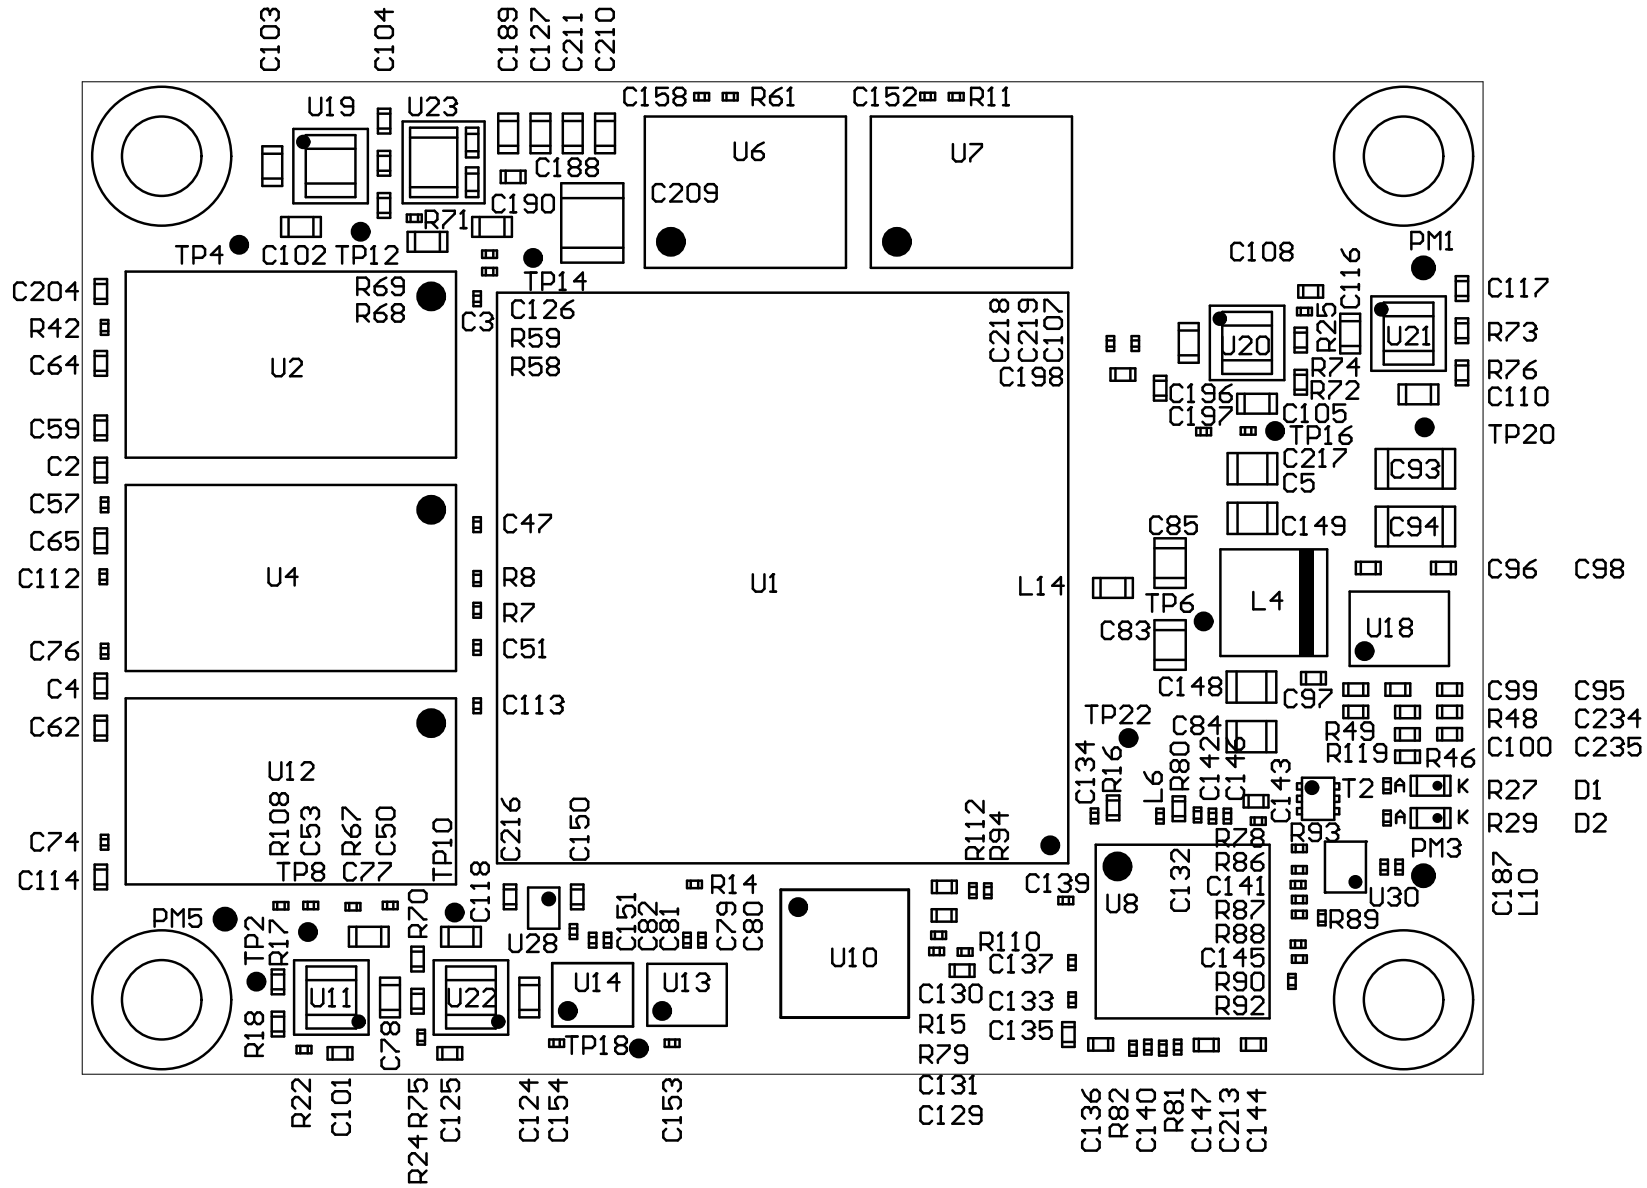 C103
C104
C189
C127
C211
C210
U19
U23
C158
R61
C152
R11
C188
U6
U7
C209
C190
R71
TP4
C102
TP12
TP14
C108
C116
PM1
C204
R69
R68
C3
C126
R59
R58
C218
C219
C107
C198
R25
C117
R42
U20
U21
R73
C64
U2
R74
R72
R76
C196
C197
C110
C59
C105
TP16
TP20
C2
C217
C93
C5
C57
C47
C85
C149
C94
C65
C112
U4
R8
U1
L14
C96
C98
R7
TP6
L4
C83
U18
C76
C51
C4
C113
C148
C97
C99
C95
C62
TP22
C84
R49
R48
C234
R119
R46
C100
C235
U12
C134
R16
L6
R80
C142
C146
C143
T2
A
K
R27
D1
A
K
R29
D2
R108
C53
R67
C50
TP10
C216
C150
R112
R94
R78
R93
C74
R86
PM3
TP8
C77
C118
R14
C139
C132
C141
C187
L10
C114
U8
R87
U30
PM5
TP2
R17
R70
U28
C151
C82
C81
C79
C80
R110
R88
R89
U10
C137
C145
R90
U11
U22
U14
U13
C130
C133
R92
R18
C78
TP18
R15
C135
R79
C131
C129
R22
C101
R24
R75
C125
C124
C154
C153
C136
R82
C140
R81
C147
C213
C144